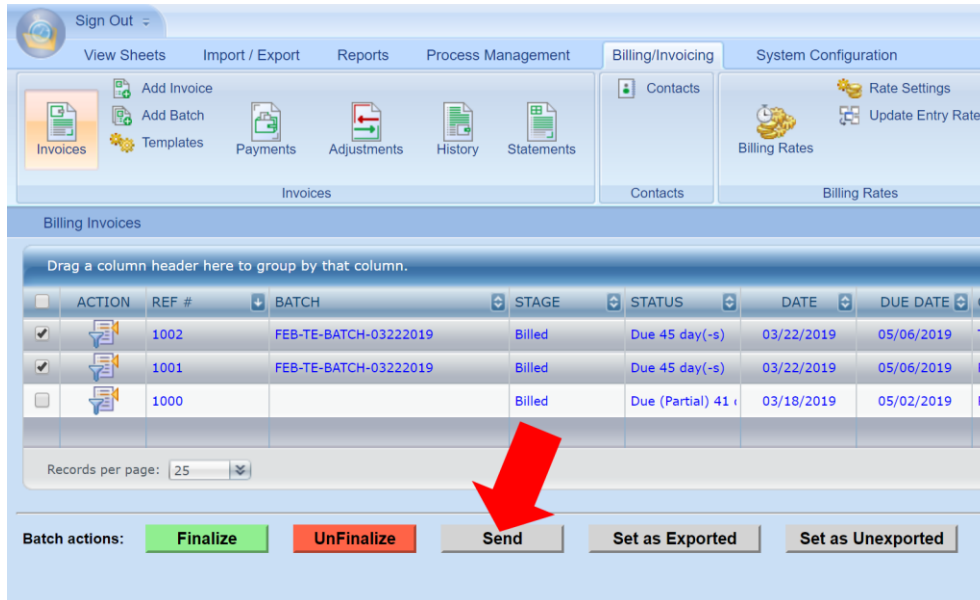 Sign Out
View Sheets Import / Export Reports Process Management Billing/Invoicing System Configuration
Add Invoice Contacts Rate Settings
Add Batch Update Entry Rate
Templates
Invoices Payments Adjustments History Statements Billing Rates
Invoices Contacts Billing Rates
Billing Invoices
Drag a column header here to group by that column.
ACTION REF # BATCH STAGE STATUS DATE DUE DATE
1002 FEB-TE-BATCH-03222019 Billed Due 45 day(-s) 03/22/2019 05/06/2019
1001 FEB-TE-BATCH-03222019 Billed Due 45 day(-s) 03/22/2019 05/06/2019
1000 Billed Due (Partial) 41 03/18/2019 05/02/2019
Records per page: 25
Batch actions: Finalize UnFinalize Send Set as Exported Set as Unexported